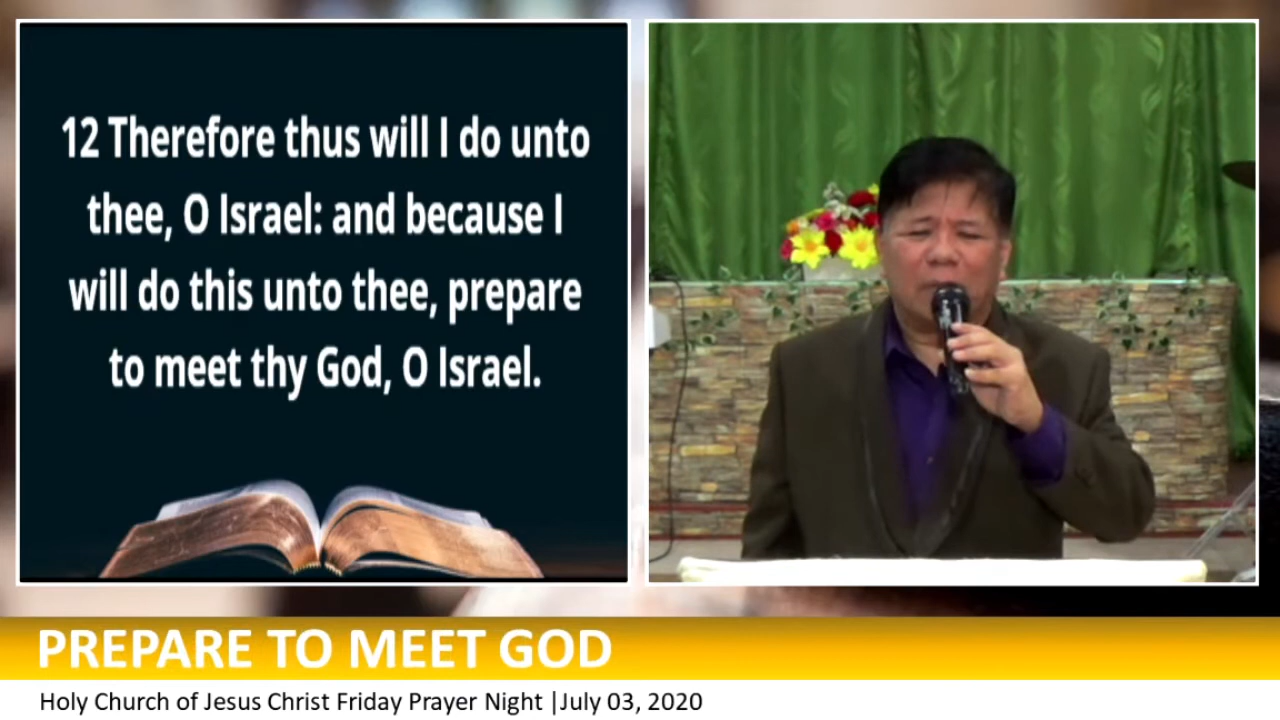 12 Therefore thus will I do unto
thee, O Israel: and because I
will do this unto thee, prepare
to meet thy God, O Israel.
PREPARE TO MEET GOD
Holy Church of Jesus Christ Friday Prayer Night |July 03, 2020